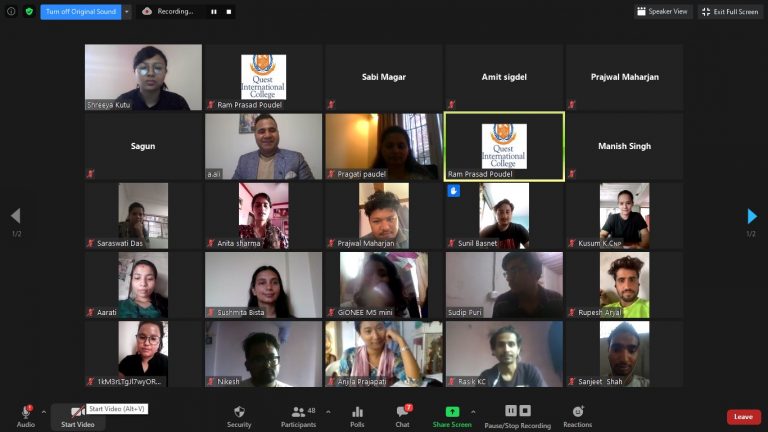 Turn off Original Sound
Recording...
Speaker View
Exit Full Screen
Shreeya Kutu
Quest
International
College
Ram Prasad Poudel
Sabi Magar
Amit sigdel
Prajwal Maharjan
Sagun
a.ali
Pragati paudel
Quest
International
College
Ram Prasad Poudel
Manish Singh
Saraswati Das
Anita sharma
Prajwal Maharjan
Sunil Basnet
Kusum K.CNP
1/2
1/2
Aarati
Sushmita Bista
GiONEE M5 mini
Sudip Puri
Rupesh Aryal
Nikesh
Anjila Prajapati
Rasik KC
Sanjeet Shah
Start Video (Alt+V)
1
48
7
Audio
Start Video
Security
Participants
Polls
Chat
Share Screen
Pause/Stop Recording
Reactions
Leave